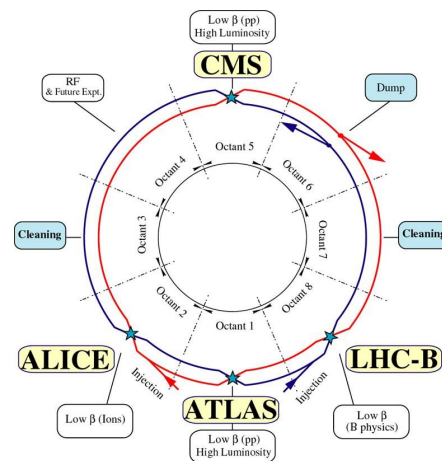 Low β (pp)
High Luminosity
CMS
RF
& Future Expt.
Dump
Octant 5
Octant 4
Octant 6
Octant 3
Octant 7
Cleaning
Cleaning
Octant 2
Octant 8
Octant 1
ALICE
LHC-B
Injection
Injection
ATLAS
Low β (Ions)
Low β
(B physics)
Low β (pp)
High Luminosity